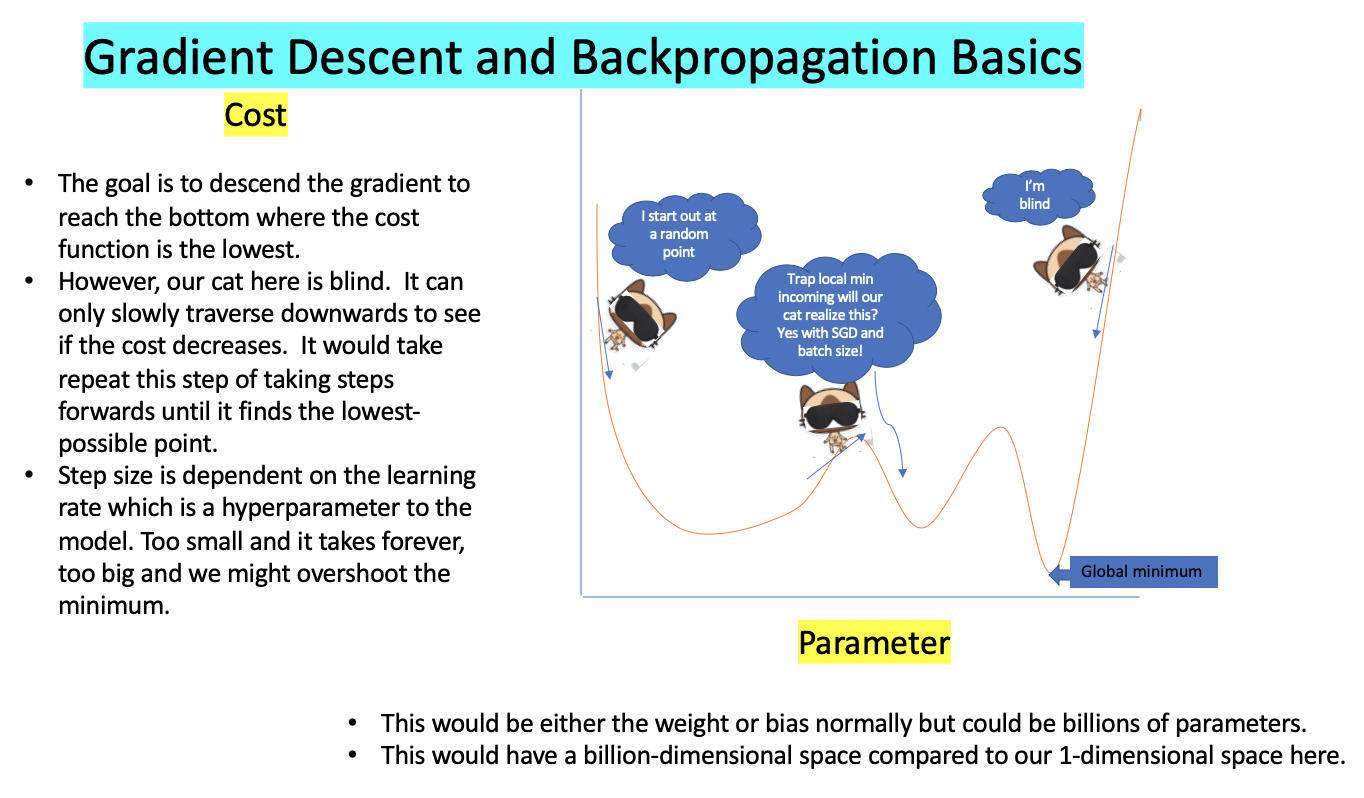 Gradient Descent and Backpropagation Basics
Cost
• The goal is to descend the gradient to
reach the bottom where the cost
function is the lowest.
• However, our cat here is blind.  It can
only slowly traverse downwards to see
if the cost decreases.  It would take
repeat this step of taking steps
forwards until it finds the lowest-
possible point.
• Step size is dependent on the learning
rate which is a hyperparameter to the
model. Too small and it takes forever,
too big and we might overshoot the
minimum.
I start out at
a random
point
Trap local min
incoming will our
cat realize this?
Yes with SGD and
batch size!
I'm
blind
Global minimum
Parameter
• This would be either the weight or bias normally but could be billions of parameters.
• This would have a billion-dimensional space compared to our 1-dimensional space here.